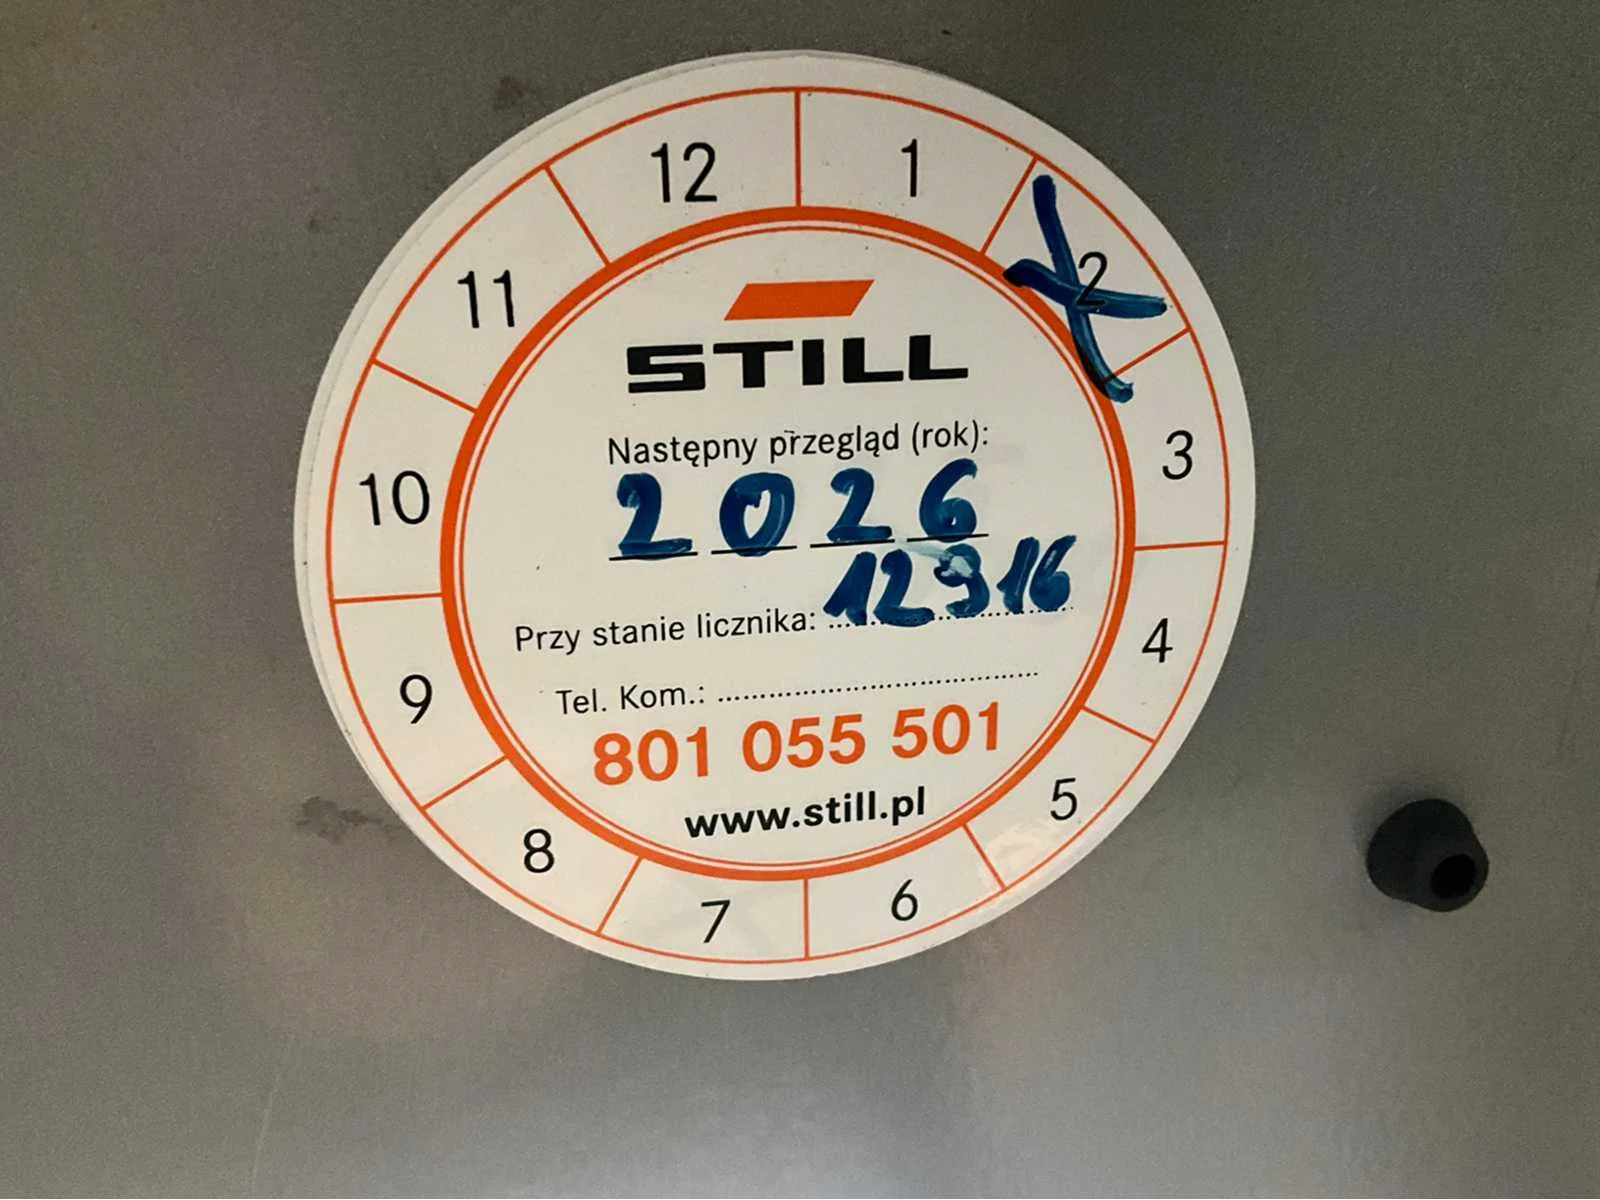 12
1
2
3
4
5
6
7
8
9
10
11
STILL
Następny przegląd (rok):
2026
Przy stanie licznika: 12916
Tel. Kom.: ........................................
801 055 501
www.still.pl